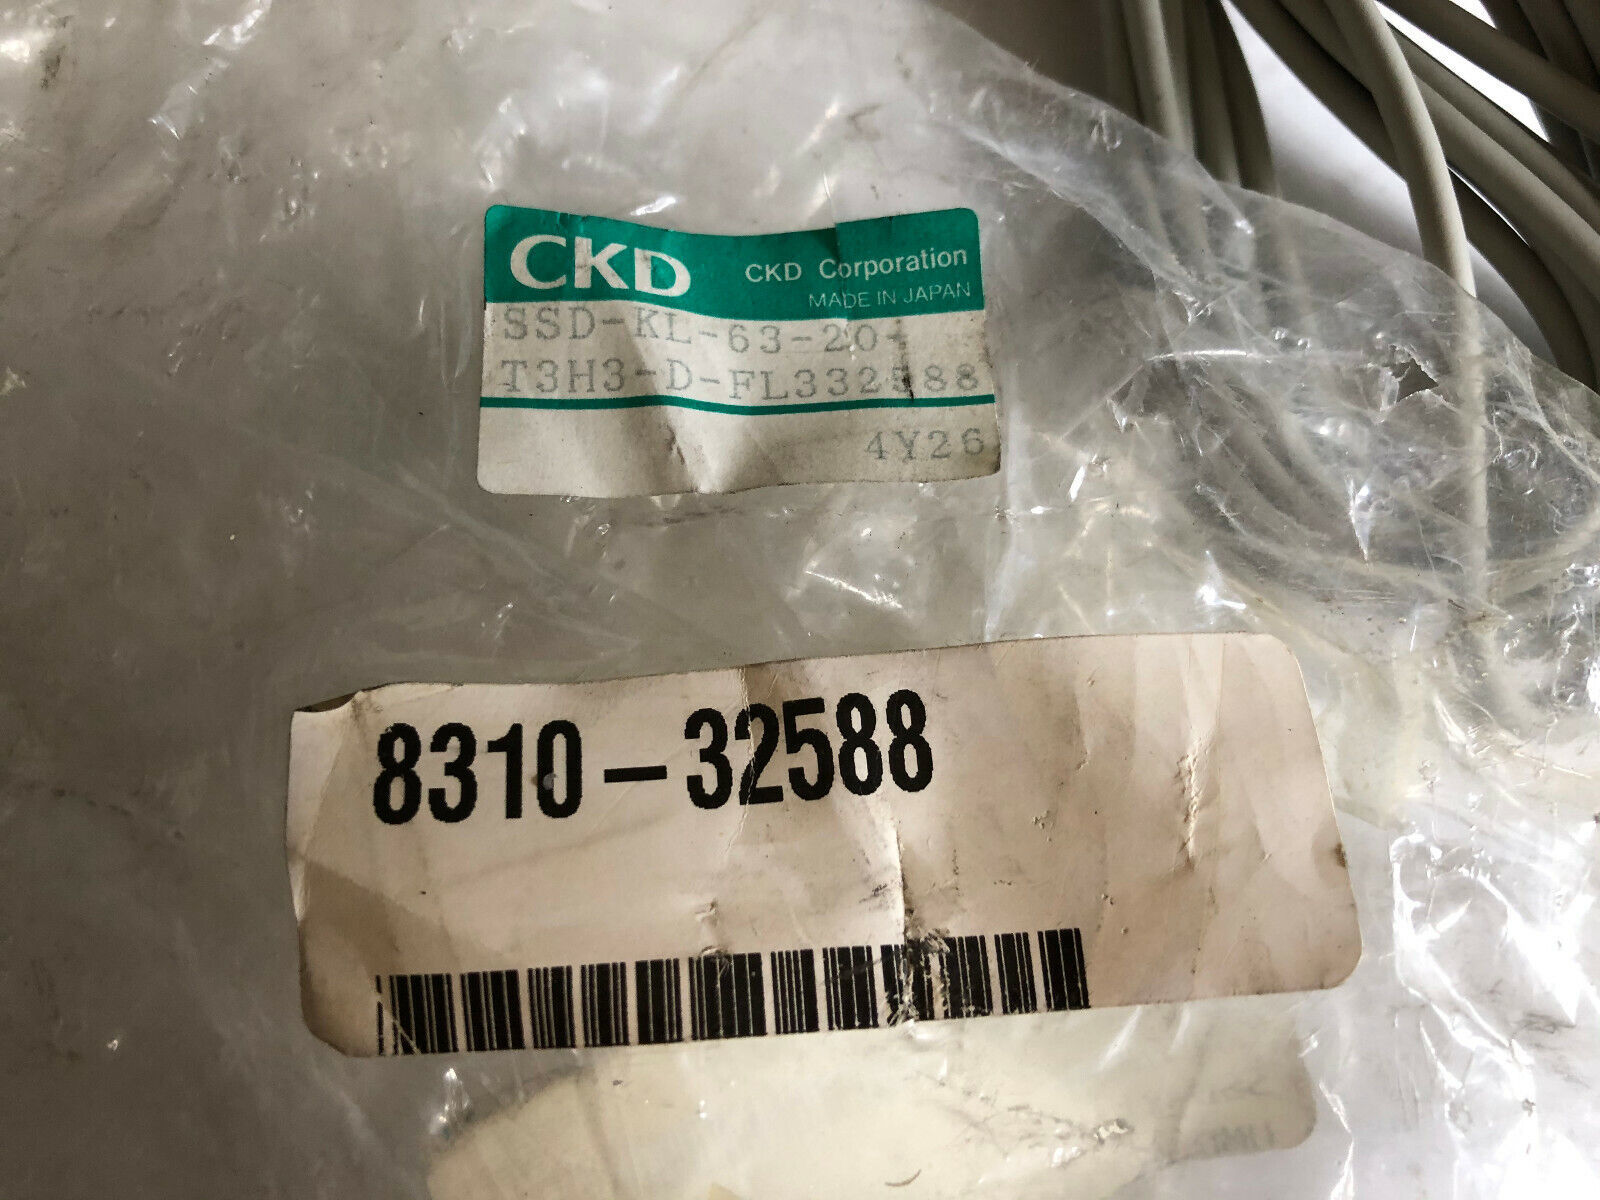 CKD CKD Corporation
MADE IN JAPAN
SSD-KL-63-20-
T3H3-D-FL332588
4Y26
8310-32588